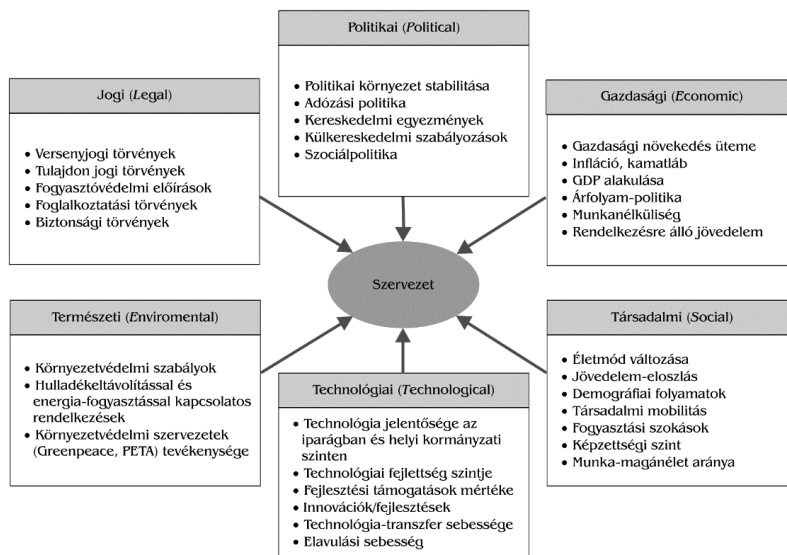 Politikai (Political)
• Politikai környezet stabilitása
• Adózási politika
• Kereskedelmi egyezmények
• Külkereskedelmi szabályozások
• Szociálpolitika
Jogi (Legal)
• Versenyjogi törvények
• Tulajdon jogi törvények
• Fogyasztóvédelmi előírások
• Foglalkoztatási törvények
• Biztonsági törvények
Gazdasági (Economic)
• Gazdasági növekedés üteme
• Infláció, kamatláb
• GDP alakulása
• Árfolyam-politika
• Munkanélküliség
• Rendelkezésre álló jövedelem
Szervezet
Természeti (Enviromental)
• Környezetvédelmi szabályok
• Hulladékeltávolítással és
energia-fogyasztással kapcsolatos
rendelkezések
• Környezetvédelmi szervezetek
(Greenpeace, PETA) tevékenysége
Technológiai (Technological)
• Technológia jelentősége az
iparágban és helyi kormányzati
szinten
• Technológiai fejlettség szintje
• Fejlesztési támogatások mértéke
• Innovációk/fejlesztések
• Technológia-transzfer sebessége
• Elavulási sebesség
Társadalmi (Social)
• Életmód változása
• Jövedelem-eloszlás
• Demográfiai folyamatok
• Társadalmi mobilitás
• Fogyasztási szokások
• Képzettségi szint
• Munka-magánélet aránya